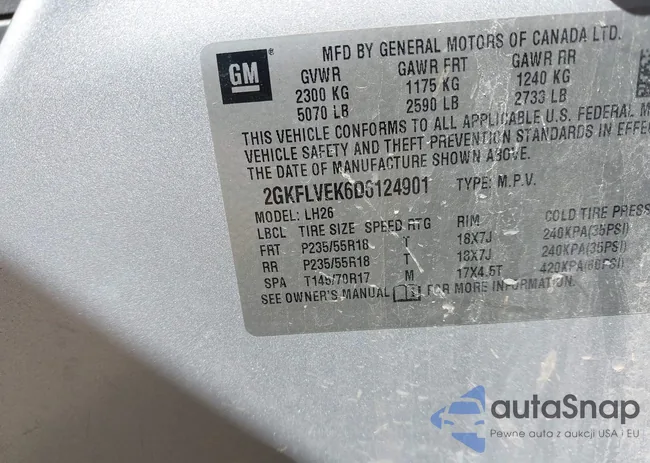 GM
MFD BY GENERAL MOTORS OF CANADA LTD.
GVWR GAWR FRT GAWR RR
2300 KG 1175 KG 1240 KG
5070 LB 2590 LB 2733 LB
THIS VEHICLE CONFORMS TO ALL APPLICABLE U.S. FEDERAL M
VEHICLE SAFETY AND THEFT PREVENTION STANDARDS IN EFFE
THE DATE OF MANUFACTURE SHOWN ABOVE.
2GKFLVEK6D6124901 TYPE: M.P.V.
MODEL: LH26
LBCL TIRE SIZE SPEED RTG RIM COLD TIRE PRESS
FRT P235/55R18 T 18X7J 240KPA(35PSI)
RR P235/55R18 T 18X7J 240KPA(35PSI)
SPA T145/70R17 M 17X4.5T 420KPA(60PSI)
SEE OWNER'S MANUAL FOR MORE INFORMATION.
autaSnap
Pewne auta z aukcji USA i EU